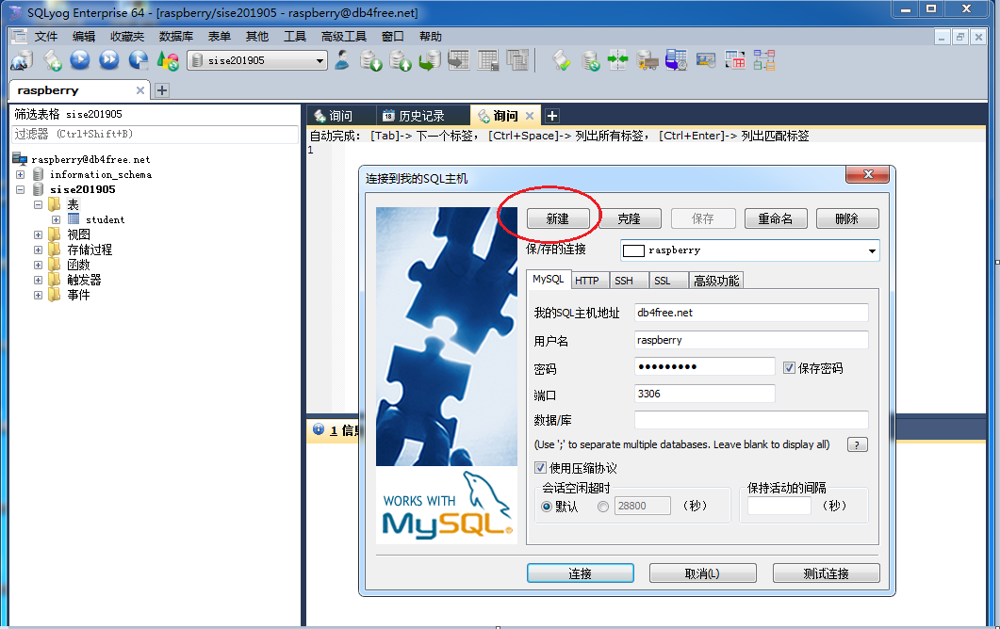 SQLyog Enterprise 64 - [raspberry/sise201905 - raspberry@db4free.net]
文件 编辑 收藏夹 数据库 表单 其他 工具 高级工具 窗口 帮助
sise201905
raspberry
筛选表格 sise201905
过滤器 (Ctrl+Shift+B)
raspberry@db4free.net
information_schema
sise201905
表
student
视图
存储过程
函数
触发器
事件
询问 18 历史记录 询问
自动完成: [Tab]-> 下一个标签, [Ctrl+Space]-> 列出所有标签, [Ctrl+Enter]-> 列出匹配标签
1
1 信息
连接到我的SQL主机
新建 克隆 保存 重命名 删除
保/存的连接 raspberry
MySQL HTTP SSH SSL 高级功能
我的SQL主机地址 db4free.net
用户名 raspberry
密码 ●●●●●●●●● 保存密码
端口 3306
数据/库
(Use ';' to separate multiple databases. Leave blank to display all) ?
使用压缩协议
会话空闲超时 保持活动的间隔
默认 28800 (秒) (秒)
WORKS WITH
MySQL®
连接 取消(L) 测试连接